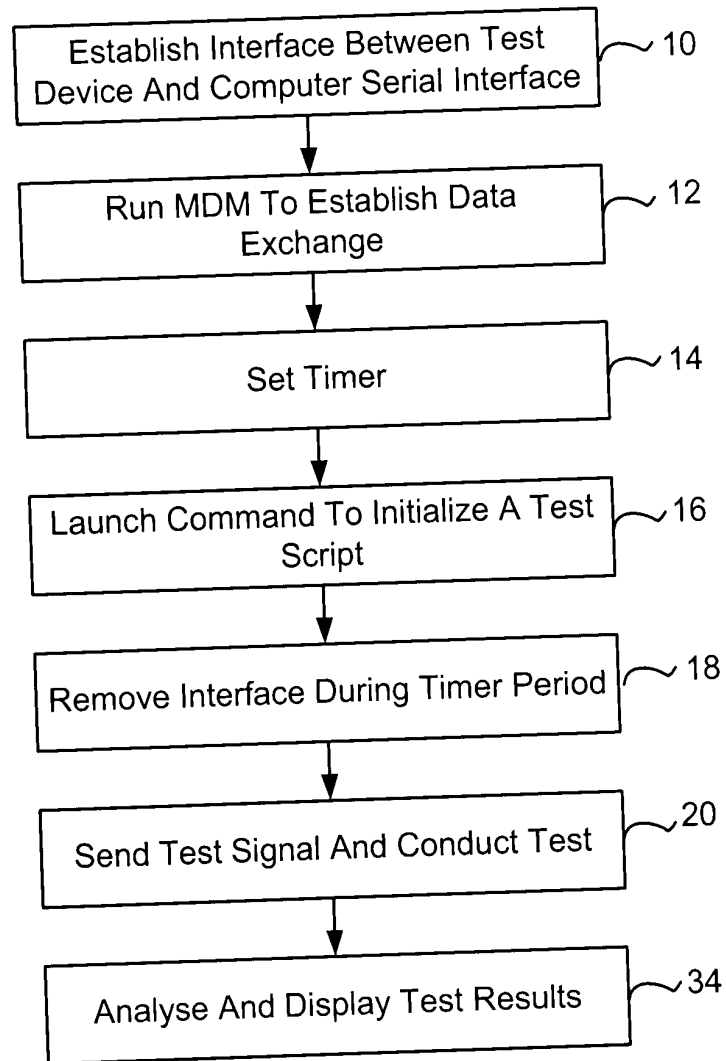 Establish Interface Between Test
Device And Computer Serial Interface
10
Run MDM To Establish Data
Exchange
12
Set Timer
14
Launch Command To Initialize A Test
Script
16
Remove Interface During Timer Period
18
Send Test Signal And Conduct Test
20
Analyse And Display Test Results
34